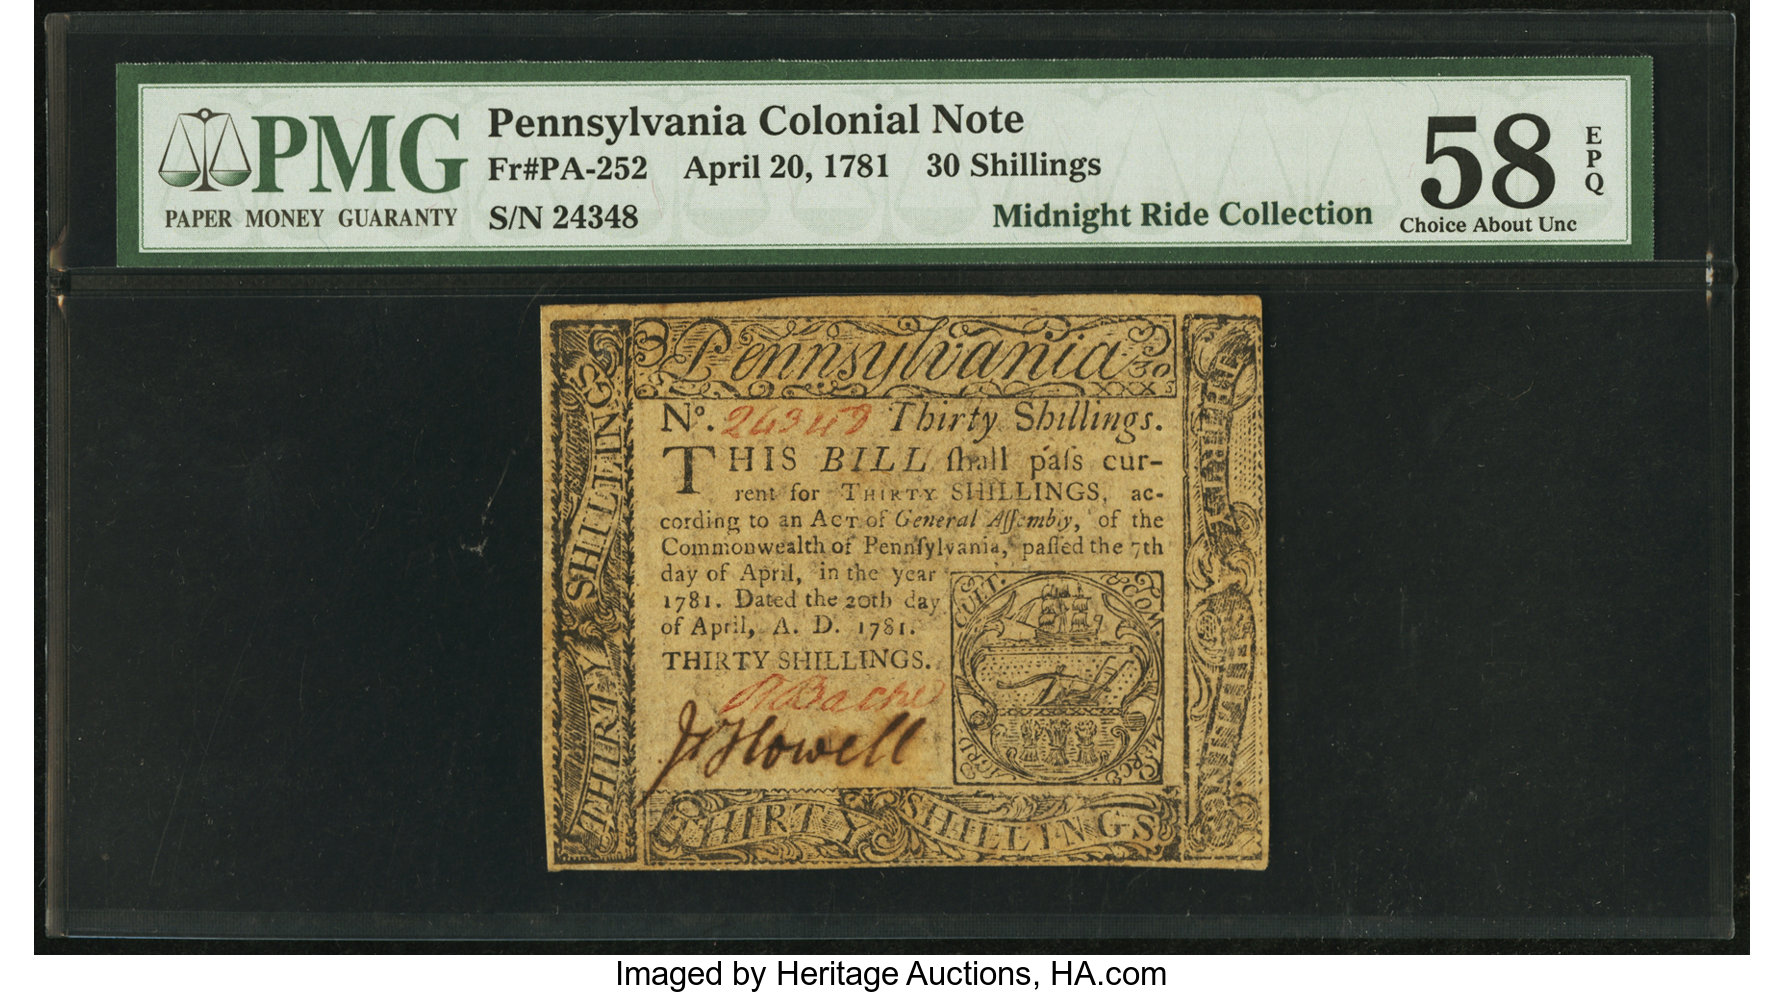 PMG
PAPER MONEY GUARANTY
Pennsylvania Colonial Note
Fr#PA-252 April 20, 1781 30 Shillings
S/N 24348
Midnight Ride Collection
58
EPQ
Choice About Unc
Pennsylvania
30
XXXs
THIRTY SHILLINGS
No. 24348 Thirty Shillings.
THIS BILL ſhall paſs cur-
rent for THIRTY SHILLINGS, ac-
cording to an ACT of General Aſſembly, of the
Commonwealth of Pennſylvania, paſſed the 7th
day of April, in the year
1781. Dated the 20th day
of April, A. D. 1781.
THIRTY SHILLINGS.
Howell
THIRTY SHILLINGS
Imaged by Heritage Auctions, HA.com